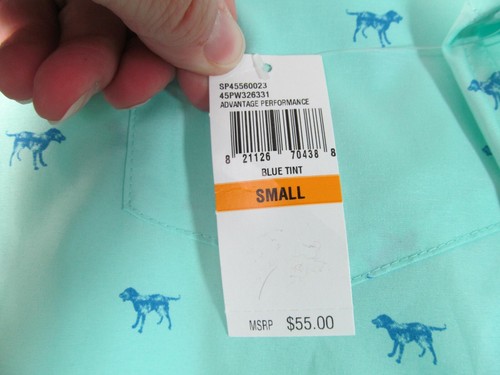 SP45560023
45PW326331
ADVANTAGE PERFORMANCE
8 21126 70438 8
BLUE TINT
SMALL
MSRP $55.00